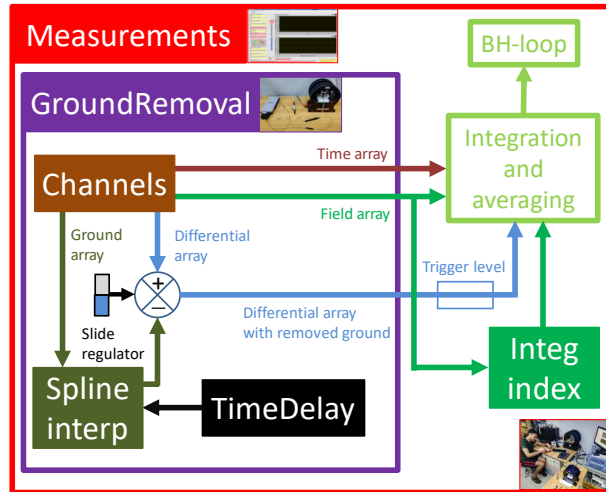 Measurements
BH-loop
GroundRemoval
Integration
and
averaging
Time array
Channels
Field array
Ground
array
Differential
array
Trigger level
+
−
Slide
regulator
Differential array
with removed ground
Integ
index
Spline
interp
TimeDelay